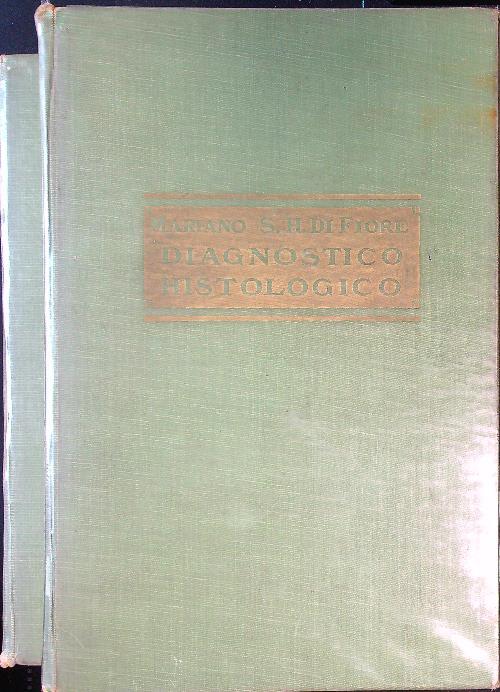 MARIANO S. H. DI FIORE
DIAGNOSTICO
HISTOLOGICO